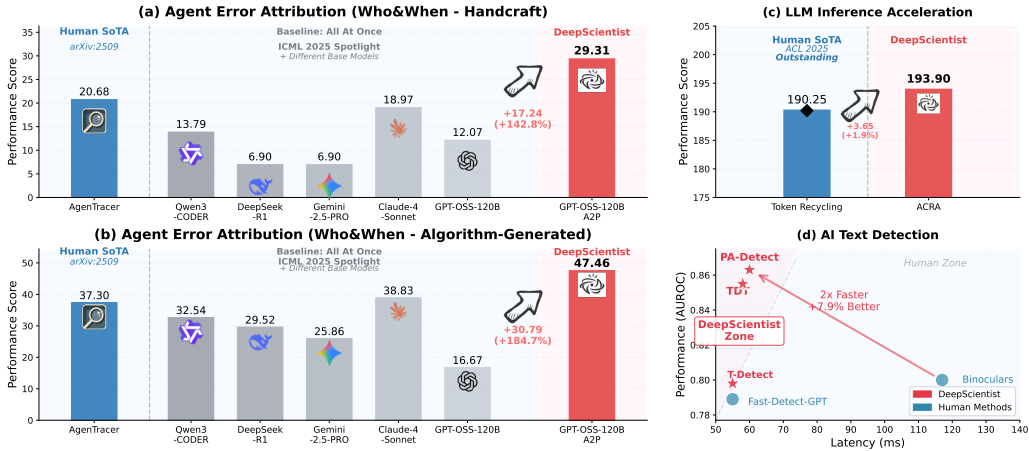 (a) Agent Error Attribution (Who&When - Handcraft)
Performance Score
35
30
25
20
15
10
5
0
Human SoTA
arXiv:2509
Baseline: All At Once
ICML 2025 Spotlight
+ Different Base Models
DeepScientist
20.68
13.79
6.90
6.90
18.97
12.07
29.31
+17.24
(+142.8%)
AgenTracer
Qwen3
-CODER
DeepSeek
-R1
Gemini
-2.5-PRO
Claude-4
-Sonnet
GPT-OSS-120B
GPT-OSS-120B
A2P
(b) Agent Error Attribution (Who&When - Algorithm-Generated)
Performance Score
50
40
30
20
10
0
Human SoTA
arXiv:2509
Baseline: All At Once
ICML 2025 Spotlight
+ Different Base Models
DeepScientist
37.30
32.54
29.52
25.86
38.83
16.67
47.46
+30.79
(+184.7%)
AgenTracer
Qwen3
-CODER
DeepSeek
-R1
Gemini
-2.5-PRO
Claude-4
-Sonnet
GPT-OSS-120B
GPT-OSS-120B
A2P
(c) LLM Inference Acceleration
Performance Score
205
200
195
190
185
180
175
Human SoTA
ACL 2025
Outstanding
DeepScientist
190.25
193.90
+3.65
(+1.9%)
Token Recycling
ACRA
(d) AI Text Detection
Performance (AUROC)
0.86
0.84
0.82
0.80
0.78
PA-Detect
TDT
Human Zone
2x Faster
+7.9% Better
DeepScientist
Zone
T-Detect
Fast-Detect-GPT
Binoculars
DeepScientist
Human Methods
50
60
70
80
90
100
110
120
130
140
Latency (ms)